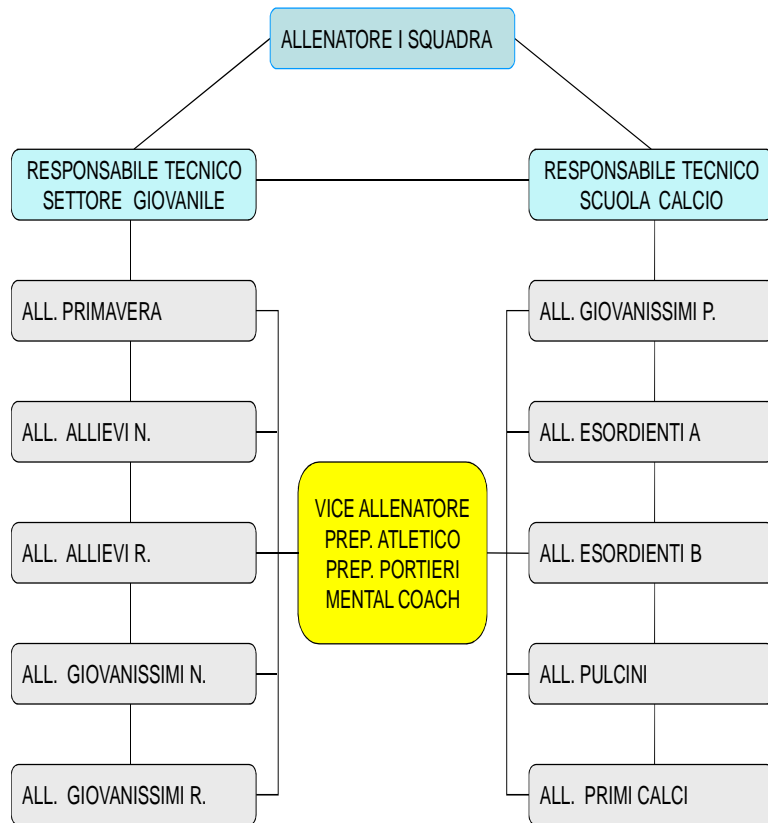 ALLENATORE I SQUADRA
RESPONSABILE TECNICO
SETTORE GIOVANILE
RESPONSABILE TECNICO
SCUOLA CALCIO
ALL. PRIMAVERA
ALL. ALLIEVI N.
ALL. ALLIEVI R.
ALL. GIOVANISSIMI N.
ALL. GIOVANISSIMI R.
VICE ALLENATORE
PREP. ATLETICO
PREP. PORTIERI
MENTAL COACH
ALL. GIOVANISSIMI P.
ALL. ESORDIENTI A
ALL. ESORDIENTI B
ALL. PULCINI
ALL. PRIMI CALCI